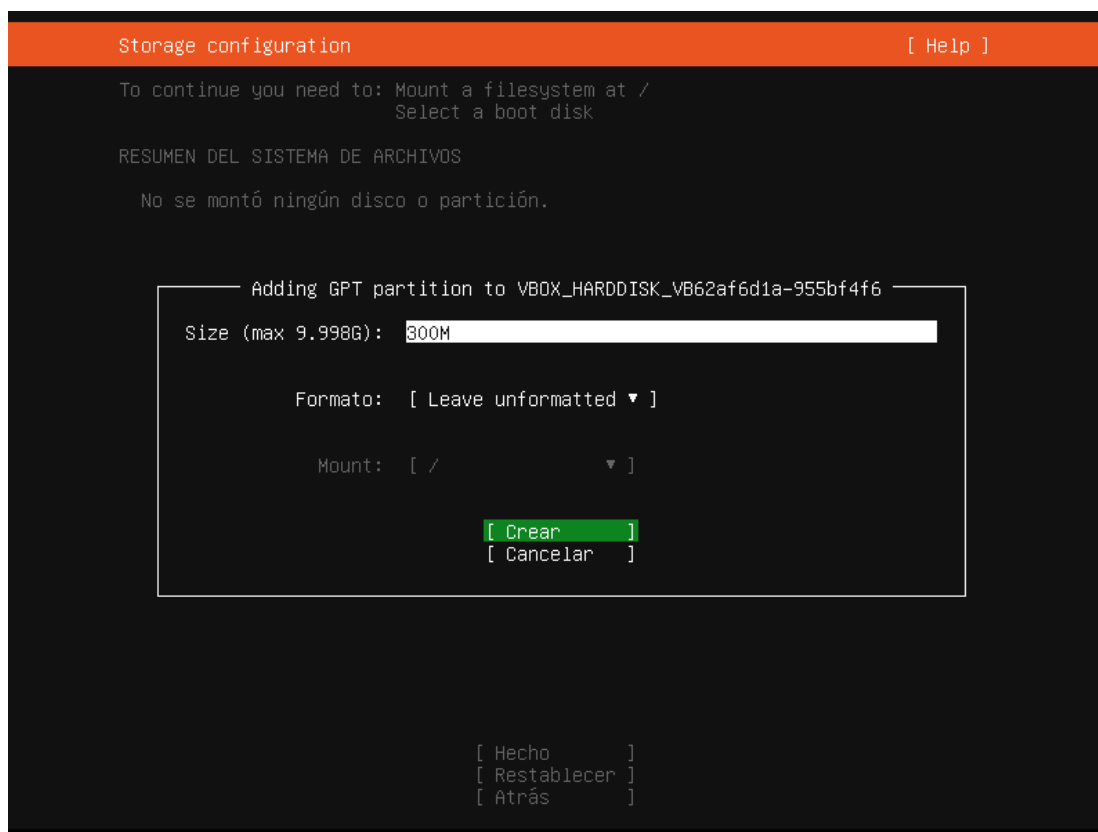 Storage configuration [ Help ]
To continue you need to: Mount a filesystem at /
Select a boot disk
RESUMEN DEL SISTEMA DE ARCHIVOS
No se montó ningún disco o partición.
Adding GPT partition to VBOX_HARDDISK_VB62af6d1a-955bf4f6
Size (max 9.998G): 300M
Formato: [ Leave unformatted ▼ ]
Mount: [ / ▼ ]
[ Crear ]
[ Cancelar ]
[ Hecho ]
[ Restablecer ]
[ Atrás ]